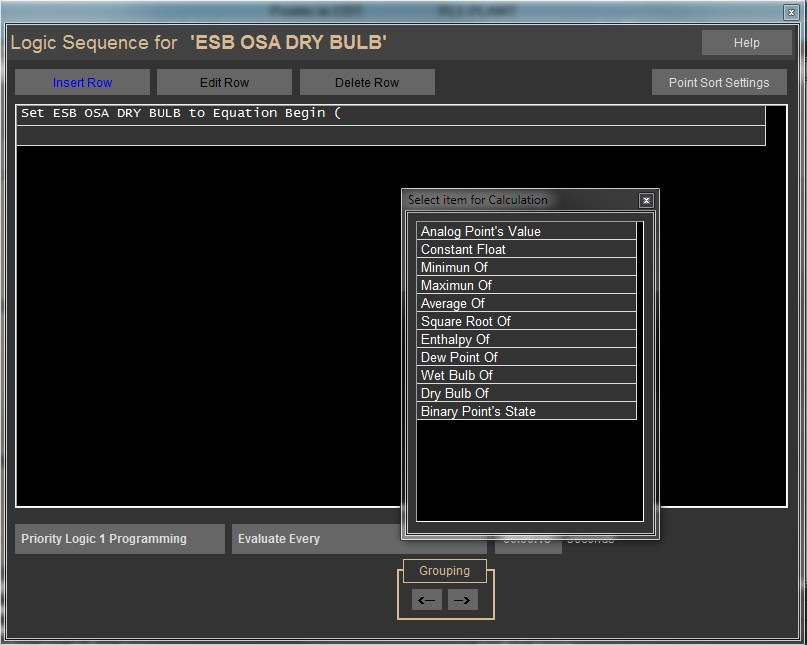 Logic Sequence for 'ESB OSA DRY BULB'
Help
Insert Row
Edit Row
Delete Row
Point Sort Settings
Set ESB OSA DRY BULB to Equation Begin (
Select item for Calculation
Analog Point's Value
Constant Float
Minimun Of
Maximun Of
Average Of
Square Root Of
Enthalpy Of
Dew Point Of
Wet Bulb Of
Dry Bulb Of
Binary Point's State
Priority Logic 1 Programming
Evaluate Every
Seconds
Grouping
<--
-->